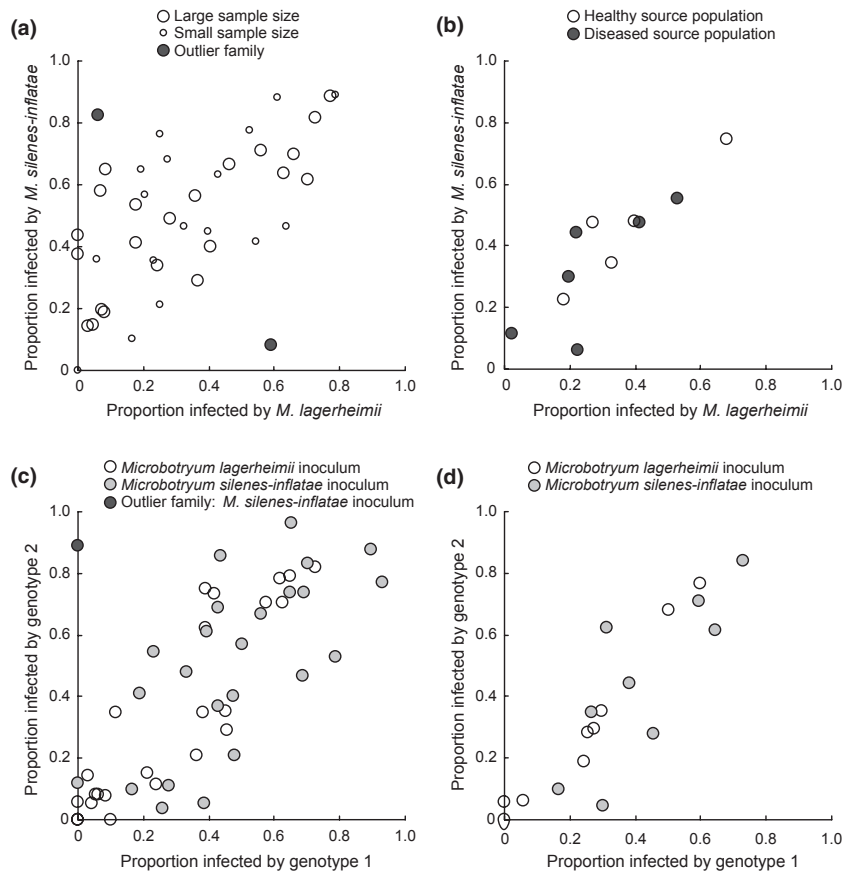 (a)
Large sample size
Small sample size
Outlier family
1.0
0.8
0.6
0.4
0.2
0
0
0.2
0.4
0.6
0.8
1.0
Proportion infected by M. silenes-inflatae
Proportion infected by M. lagerheimii
(b)
Healthy source population
Diseased source population
1.0
0.8
0.6
0.4
0.2
0
0
0.2
0.4
0.6
0.8
1.0
Proportion infected by M. silenes-inflatae
Proportion infected by M. lagerheimii
(c)
Microbotryum lagerheimii inoculum
Microbotryum silenes-inflatae inoculum
Outlier family: M. silenes-inflatae inoculum
1.0
0.8
0.6
0.4
0.2
0
0
0.2
0.4
0.6
0.8
1.0
Proportion infected by genotype 2
Proportion infected by genotype 1
(d)
Microbotryum lagerheimii inoculum
Microbotryum silenes-inflatae inoculum
1.0
0.8
0.6
0.4
0.2
0
0
0.2
0.4
0.6
0.8
1.0
Proportion infected by genotype 2
Proportion infected by genotype 1